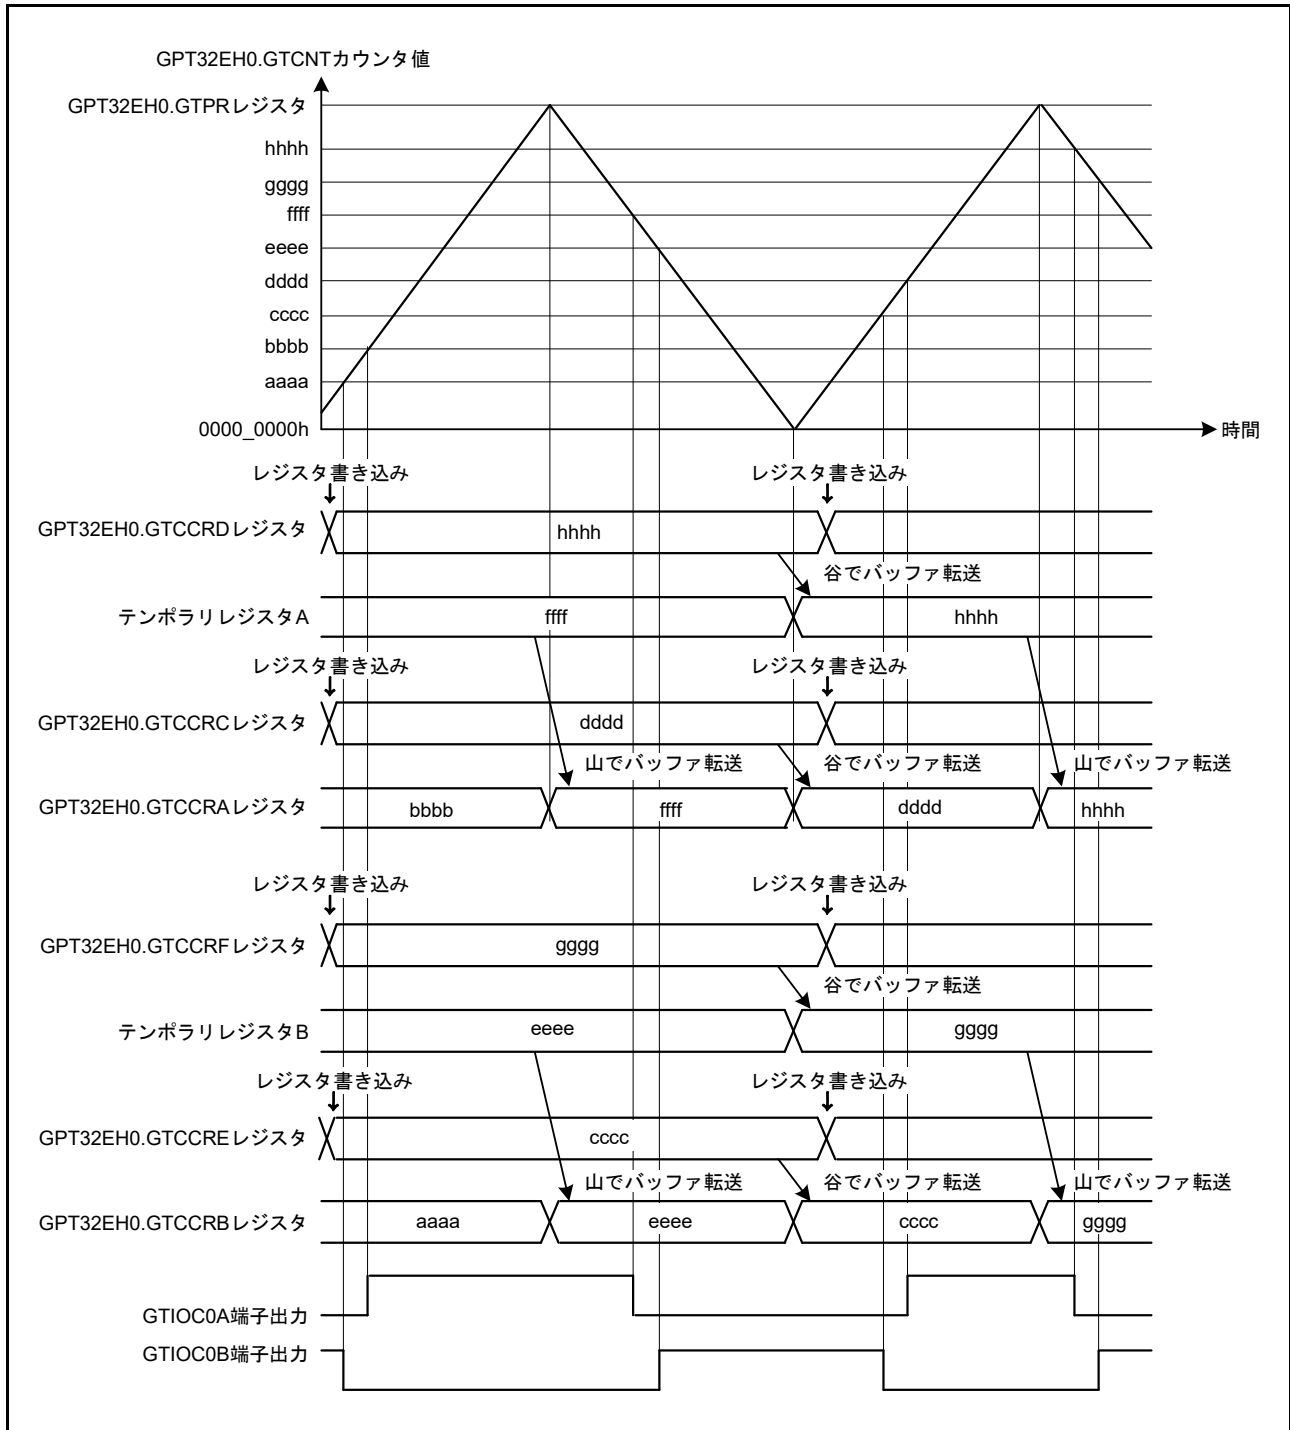 GPT32EH0.GTCNTカウンタ値
GPT32EH0.GTPRレジスタ
hhhh
gggg
ffff
eeee
dddd
cccc
bbbb
aaaa
0000_0000h
時間
レジスタ書き込み レジスタ書き込み
GPT32EH0.GTCCRDレジスタ hhhh
谷でバッファ転送
テンポラリレジスタA ffff hhhh
レジスタ書き込み レジスタ書き込み
GPT32EH0.GTCCRCレジスタ dddd
山でバッファ転送 谷でバッファ転送 山でバッファ転送
GPT32EH0.GTCCRAレジスタ bbbb ffff dddd hhhh
レジスタ書き込み レジスタ書き込み
GPT32EH0.GTCCRFレジスタ gggg
谷でバッファ転送
テンポラリレジスタB eeee gggg
レジスタ書き込み レジスタ書き込み
GPT32EH0.GTCCREレジスタ cccc
山でバッファ転送 谷でバッファ転送 山でバッファ転送
GPT32EH0.GTCCRBレジスタ aaaa eeee cccc gggg
GTIOC0A端子出力
GTIOC0B端子出力